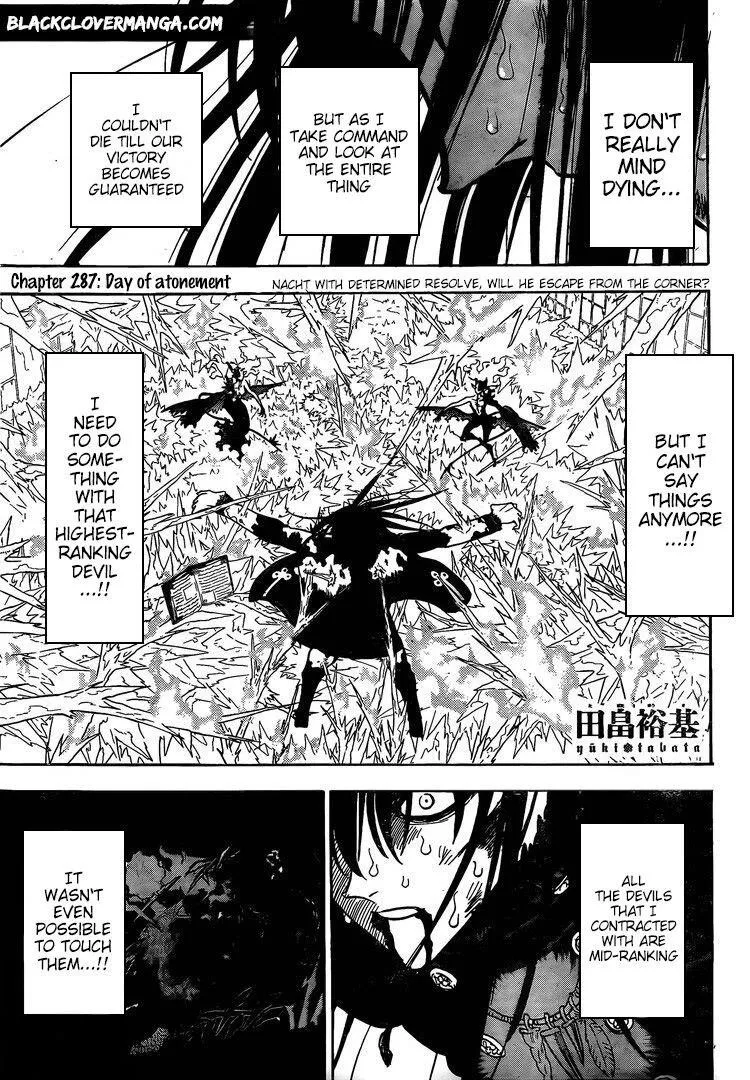 BLACKCLOVERMANGA.COM
I DON'T
REALLY
MIND
DYING...
BUT AS I
TAKE COMMAND
AND LOOK AT
THE ENTIRE
THING
I
COULDN'T
DIE TILL OUR
VICTORY
BECOMES
GUARANTEED
Chapter 287: Day of atonement
NACHT WITH DETERMINED RESOLVE, WILL HE ESCAPE FROM THE CORNER?
BUT I
CAN'T
SAY
THINGS
ANYMORE
...!!
I
NEED
TO DO
SOME-
THING
WITH
THAT
HIGHEST-
RANKING
DEVIL
...!!
田畠裕基
yūki tabata
ALL
THE DEVILS
THAT I
CONTRACTED
WITH ARE
MID-RANKING
IT
WASN'T
EVEN
POSSIBLE
TO TOUCH
THEM...!!